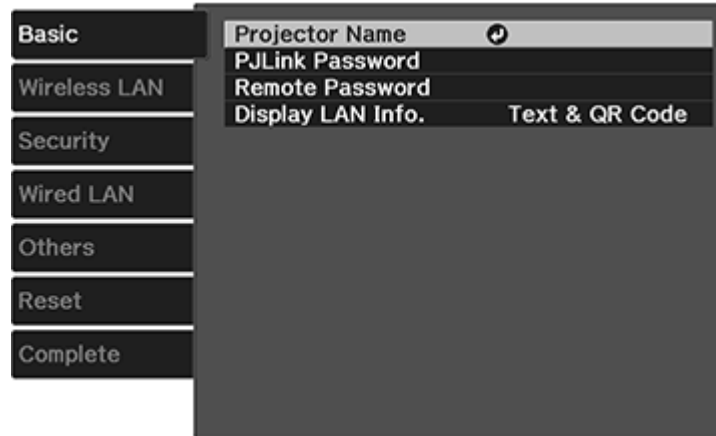 Basic
Wireless LAN
Security
Wired LAN
Others
Reset
Complete
Projector Name
PJLink Password
Remote Password
Display LAN Info. Text & QR Code